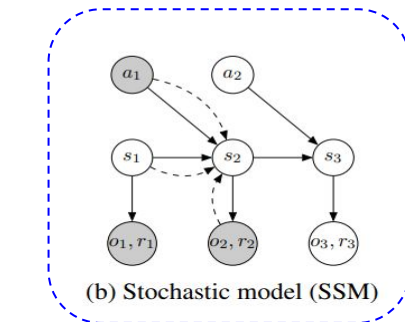 a₁ a₂
s₁ s₂ s₃
o₁, r₁ o₂, r₂ o₃, r₃
(b) Stochastic model (SSM)